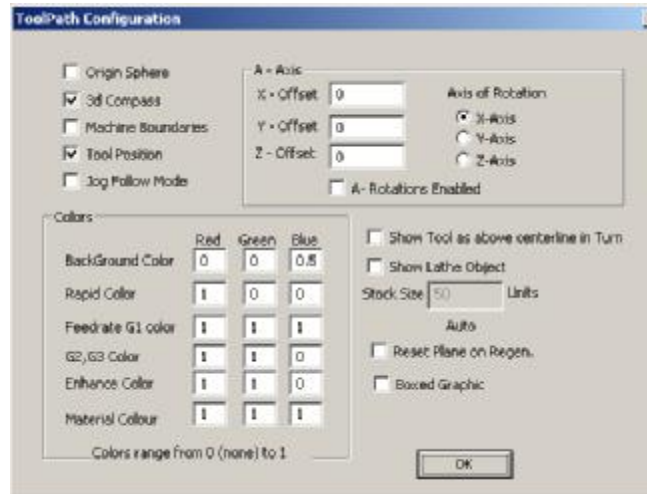 ToolPath Configuration
Origin Sphere
3d Compass
Machine Boundaries
Tool Position
Jog Follow Mode
A - Axis
X - Offset 0
Y - Offset 0
Z - Offset 0
Axis of Rotation
X-Axis
Y-Axis
Z-Axis
A- Rotations Enabled
Colors
Red Green Blue
BackGround Color 0 0 0.5
Rapid Color 1 0 0
Feedrate G1 color 1 1 1
G2,G3 Color 1 1 0
Enhance Color 1 1 0
Material Colour 1 1 1
Colors range from 0 (none) to 1
Show Tool as above centerline in Turn
Show Lathe Object
Stock Size 50 Units
Auto
Reset Plane on Regen.
Boxed Graphic
OK